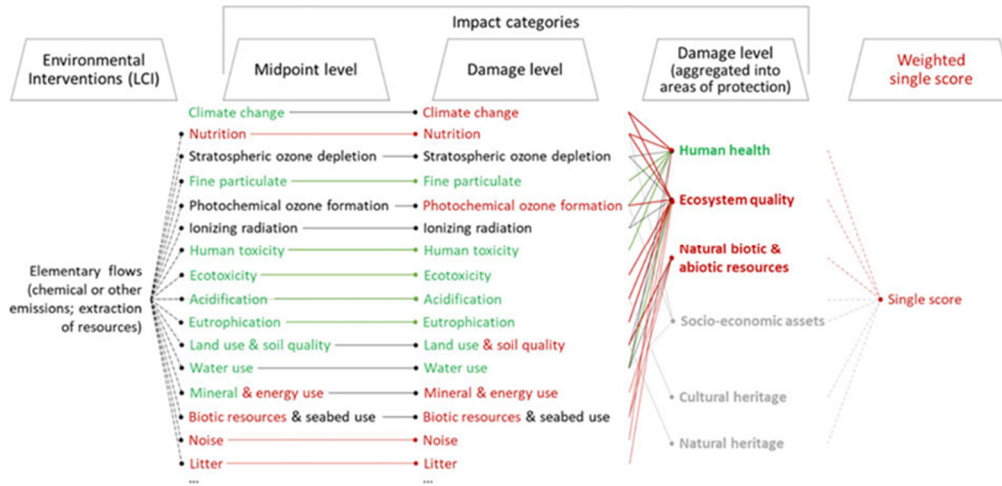 Impact categories
Environmental
Interventions (LCI)
Midpoint level
Damage level
Damage level
(aggregated into
areas of protection)
Weighted
single score
Climate change Climate change
Nutrition Nutrition
Stratospheric ozone depletion Stratospheric ozone depletion
Fine particulate Fine particulate
Photochemical ozone formation Photochemical ozone formation
Ionizing radiation Ionizing radiation
Human toxicity Human toxicity
Ecotoxicity Ecotoxicity
Acidification Acidification
Eutrophication Eutrophication
Land use & soil quality Land use & soil quality
Water use Water use
Mineral & energy use Mineral & energy use
Biotic resources & seabed use Biotic resources & seabed use
Noise Noise
Litter Litter
... ...
Elementary flows
(chemical or other
emissions; extraction
of resources)
Human health
Ecosystem quality
Natural biotic &
abiotic resources
Socio-economic assets
Cultural heritage
Natural heritage
Single score